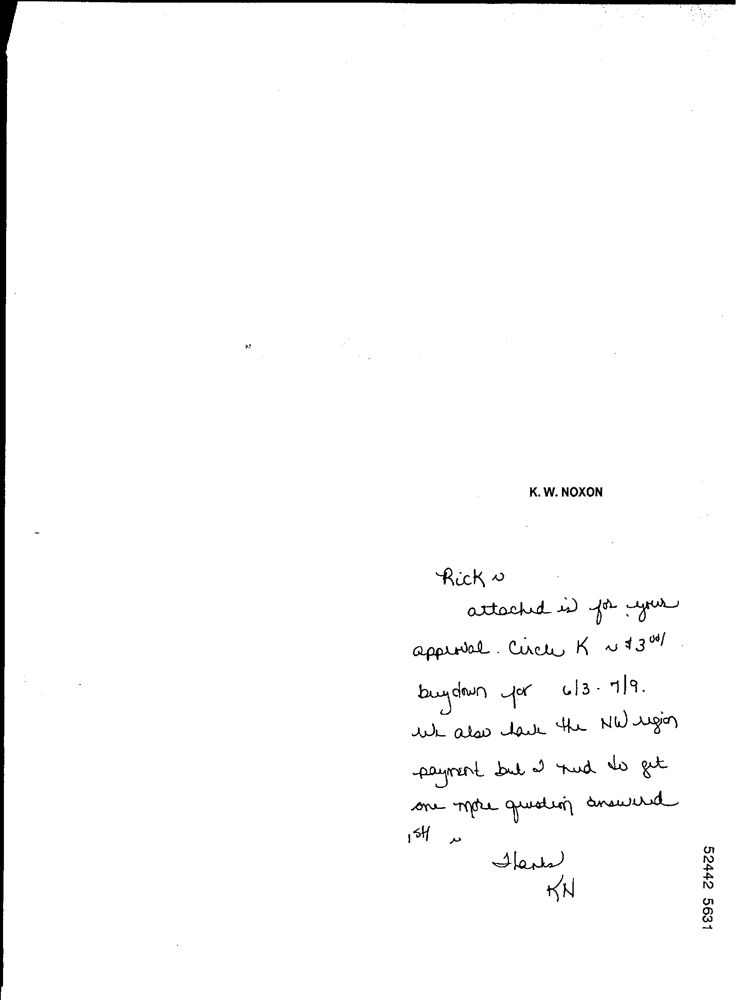 K. W. NOXON
Rick ~
attached is for your
approval. Circle K ~ $3 00/
buydown for 6/3 - 7/9.
We also have the NW region
payment but I need to get
one more question answered
1st ~
Thanks
KN
52442 5631